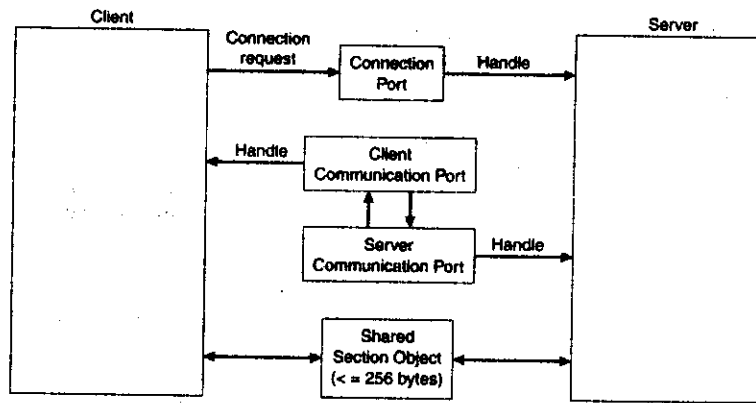 Client
Server
Connection
request
Connection
Port
Handle
Handle
Client
Communication Port
Server
Communication Port
Handle
Shared
Section Object
(< = 256 bytes)